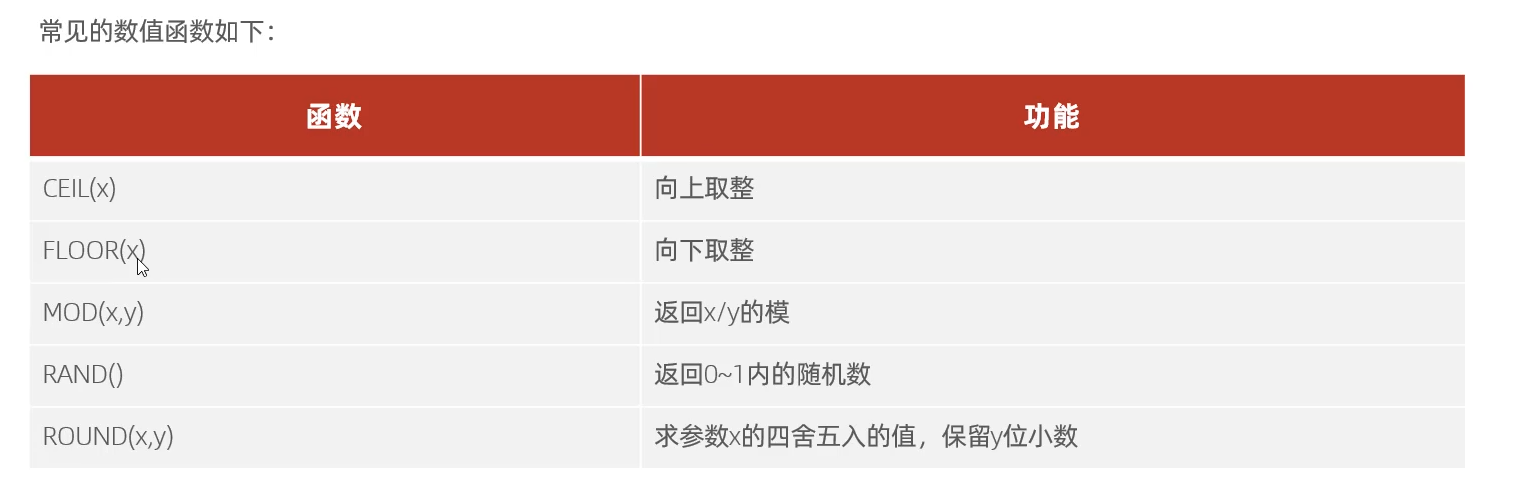 常见的数值函数如下：
函数 功能
CEIL(x) 向上取整
FLOOR(x) 向下取整
MOD(x,y) 返回x/y的模
RAND() 返回0~1内的随机数
ROUND(x,y) 求参数x的四舍五入的值，保留y位小数